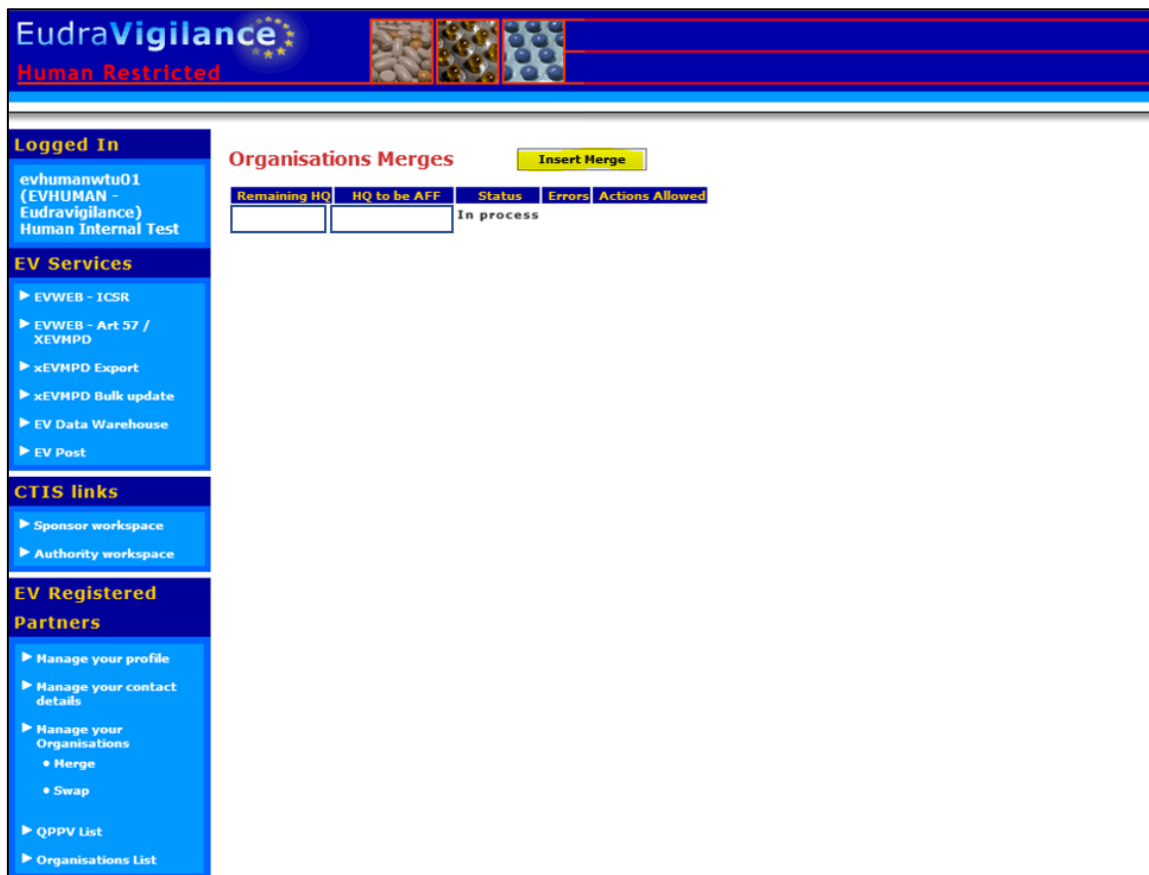 EudraVigilance
Human Restricted
Logged In
evhumanwtu01
(EVHUMAN -
Eudravigilance)
Human Internal Test
EV Services
EVWEB - ICSR
EVWEB - Art 57 /
XEVMPD
xEVMPD Export
xEVMPD Bulk update
EV Data Warehouse
EV Post
CTIS links
Sponsor workspace
Authority workspace
EV Registered
Partners
Manage your profile
Manage your contact
details
Manage your
Organisations
• Merge
• Swap
QPPV List
Organisations List
Organisations Merges
Insert Merge
Remaining HQ HQ to be AFF Status Errors Actions Allowed
In process